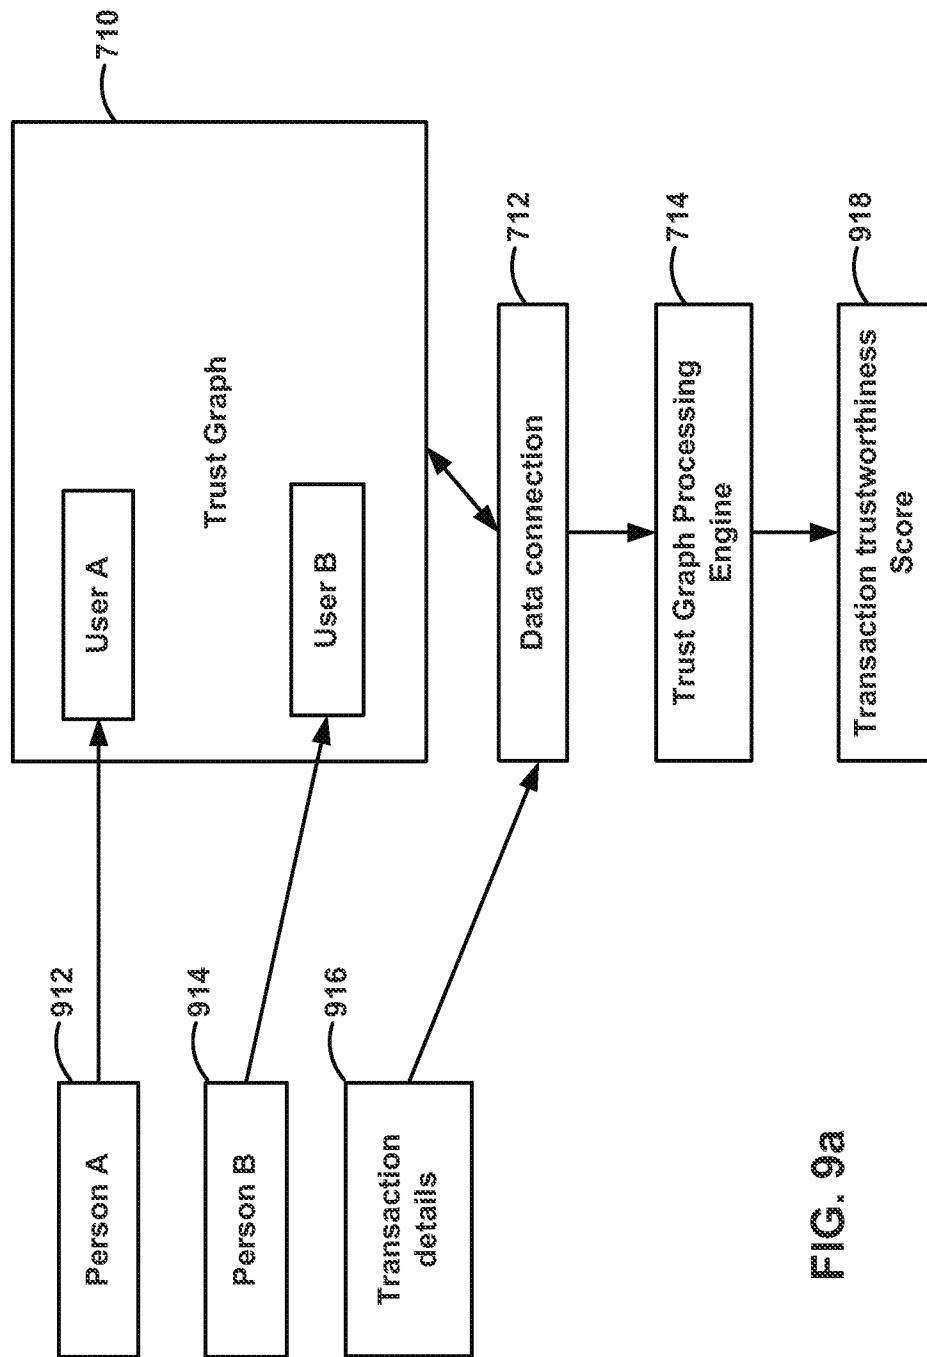 Person A
912
Person B
914
Transaction
details
916
User A
User B
Trust Graph
710
Data connection
712
Trust Graph Processing
Engine
714
Transaction trustworthiness
Score
918
FIG. 9a